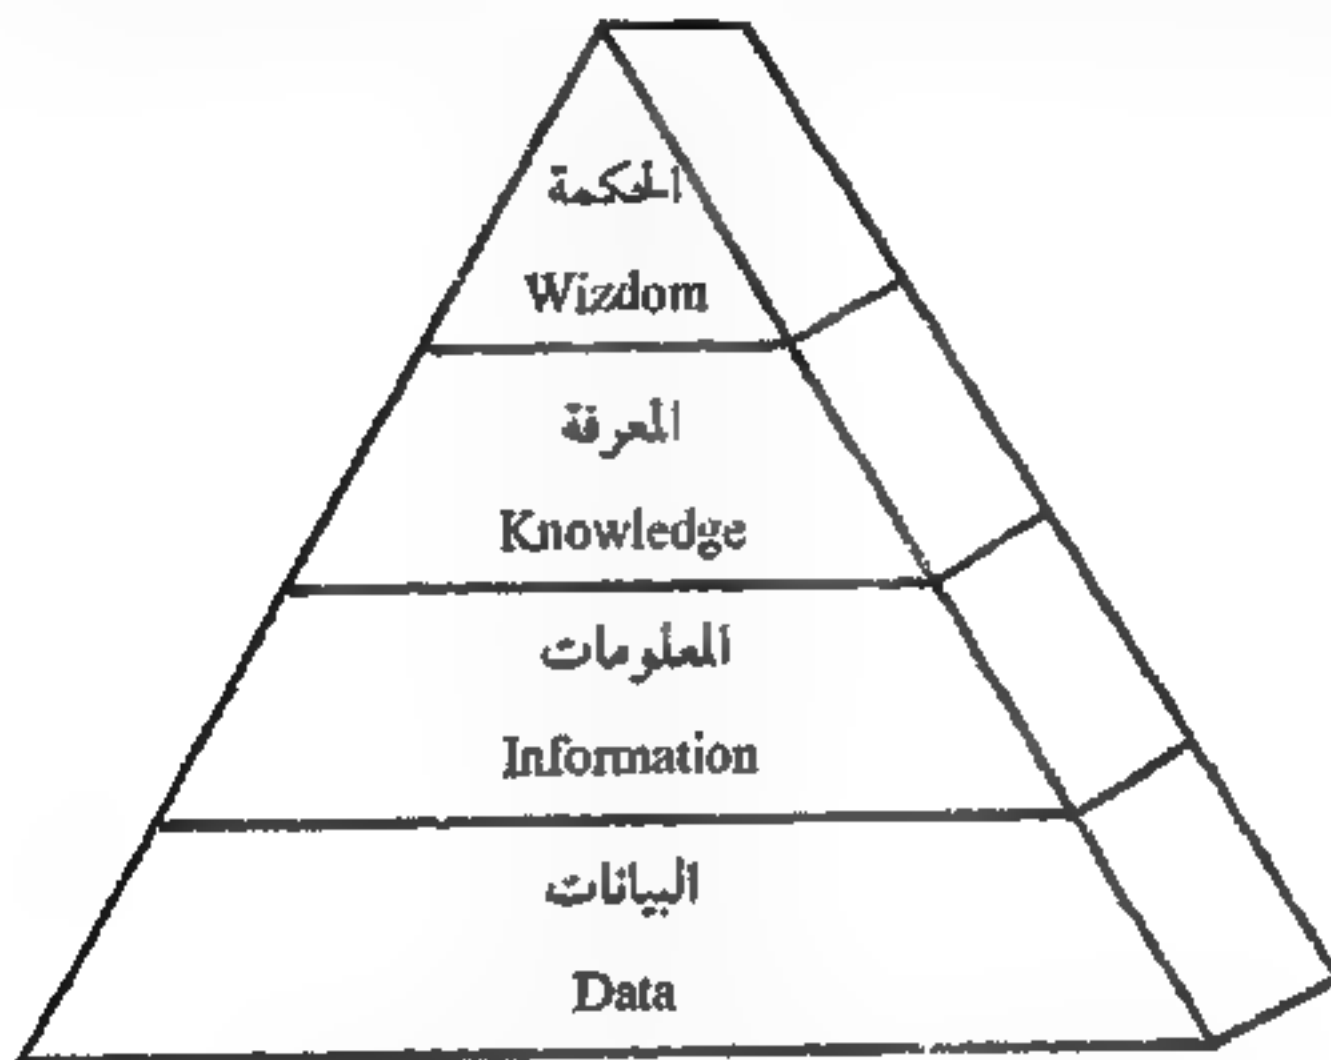 الحكمة
Wizdom
المعرفة
Knowledge
المعلومات
Information
البيانات
Data